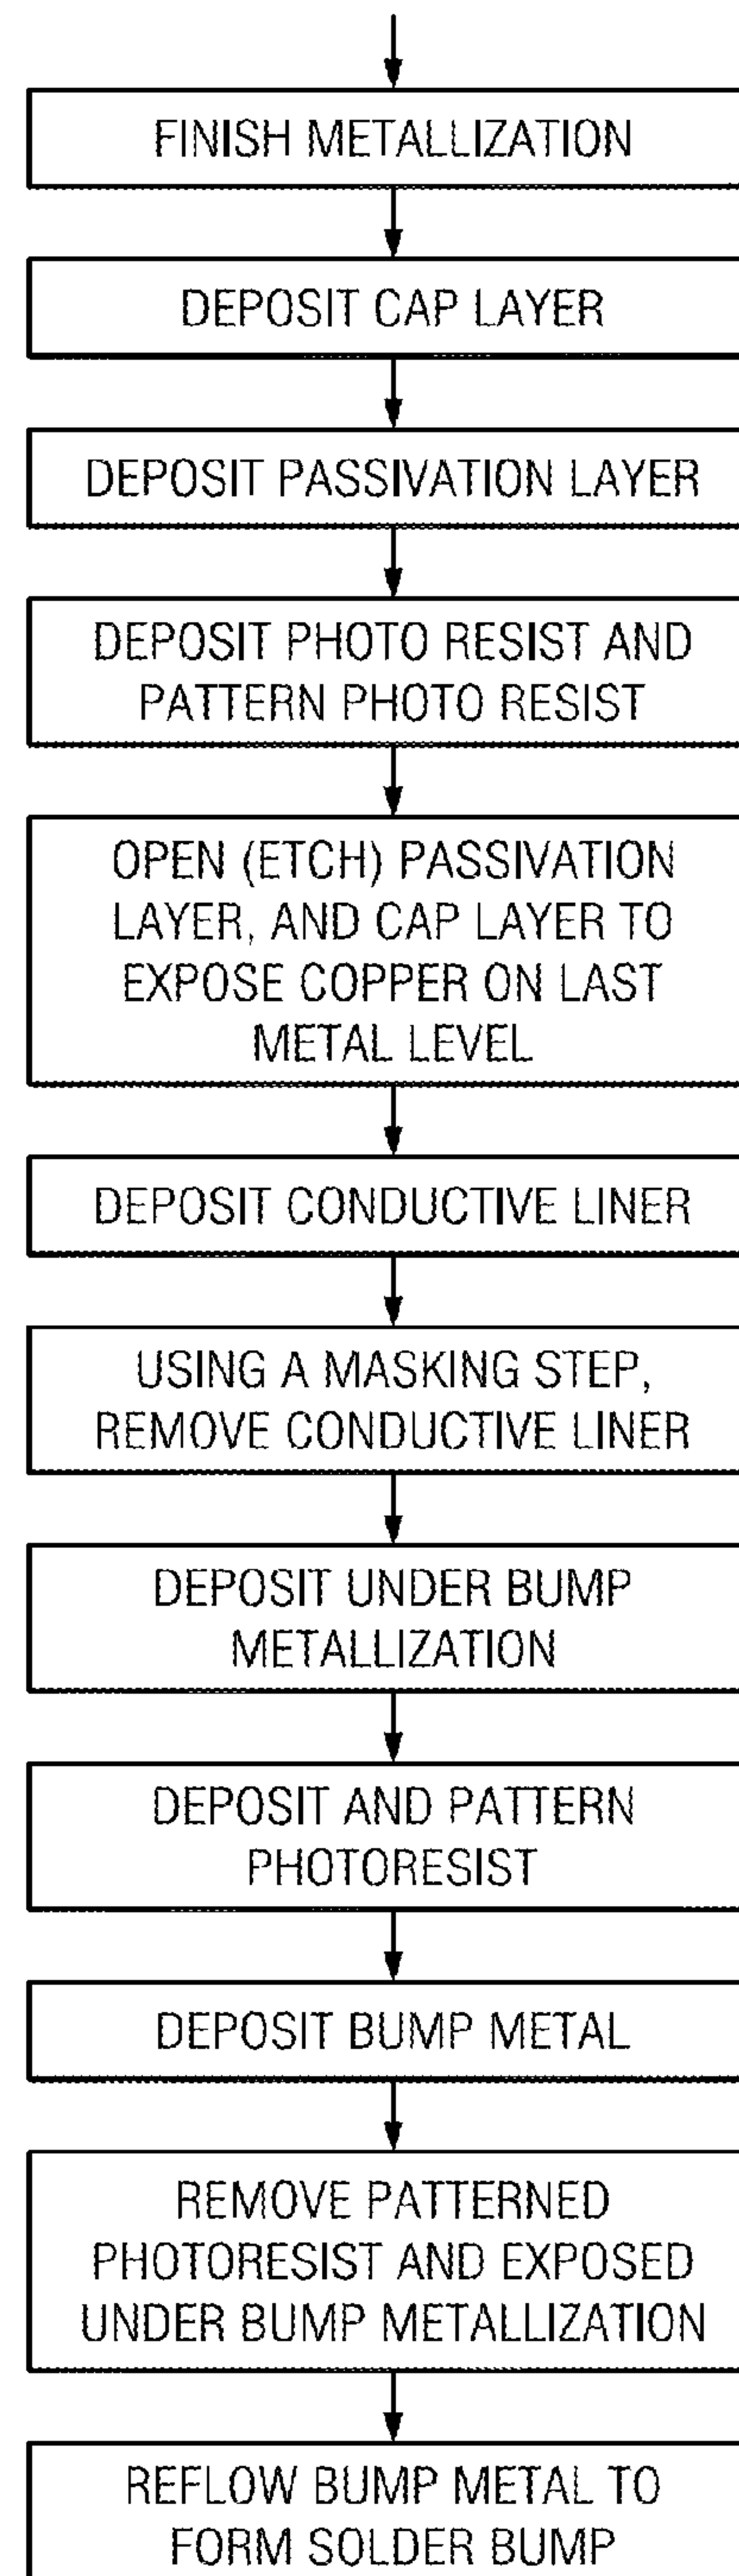 FINISH METALLIZATION
DEPOSIT CAP LAYER
DEPOSIT PASSIVATION LAYER
DEPOSIT PHOTO RESIST AND
PATTERN PHOTO RESIST
OPEN (ETCH) PASSIVATION
LAYER, AND CAP LAYER TO
EXPOSE COPPER ON LAST
METAL LEVEL
DEPOSIT CONDUCTIVE LINER
USING A MASKING STEP,
REMOVE CONDUCTIVE LINER
DEPOSIT UNDER BUMP
METALLIZATION
DEPOSIT AND PATTERN
PHOTORESIST
DEPOSIT BUMP METAL
REMOVE PATTERNED
PHOTORESIST AND EXPOSED
UNDER BUMP METALLIZATION
REFLOW BUMP METAL TO
FORM SOLDER BUMP